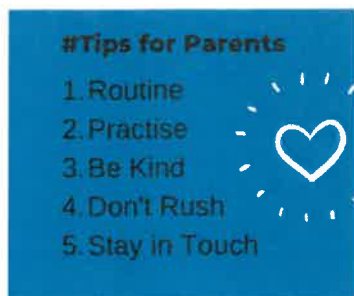 #Tips for Parents
1. Routine
2. Practise
3. Be Kind
4. Don't Rush
5. Stay in Touch